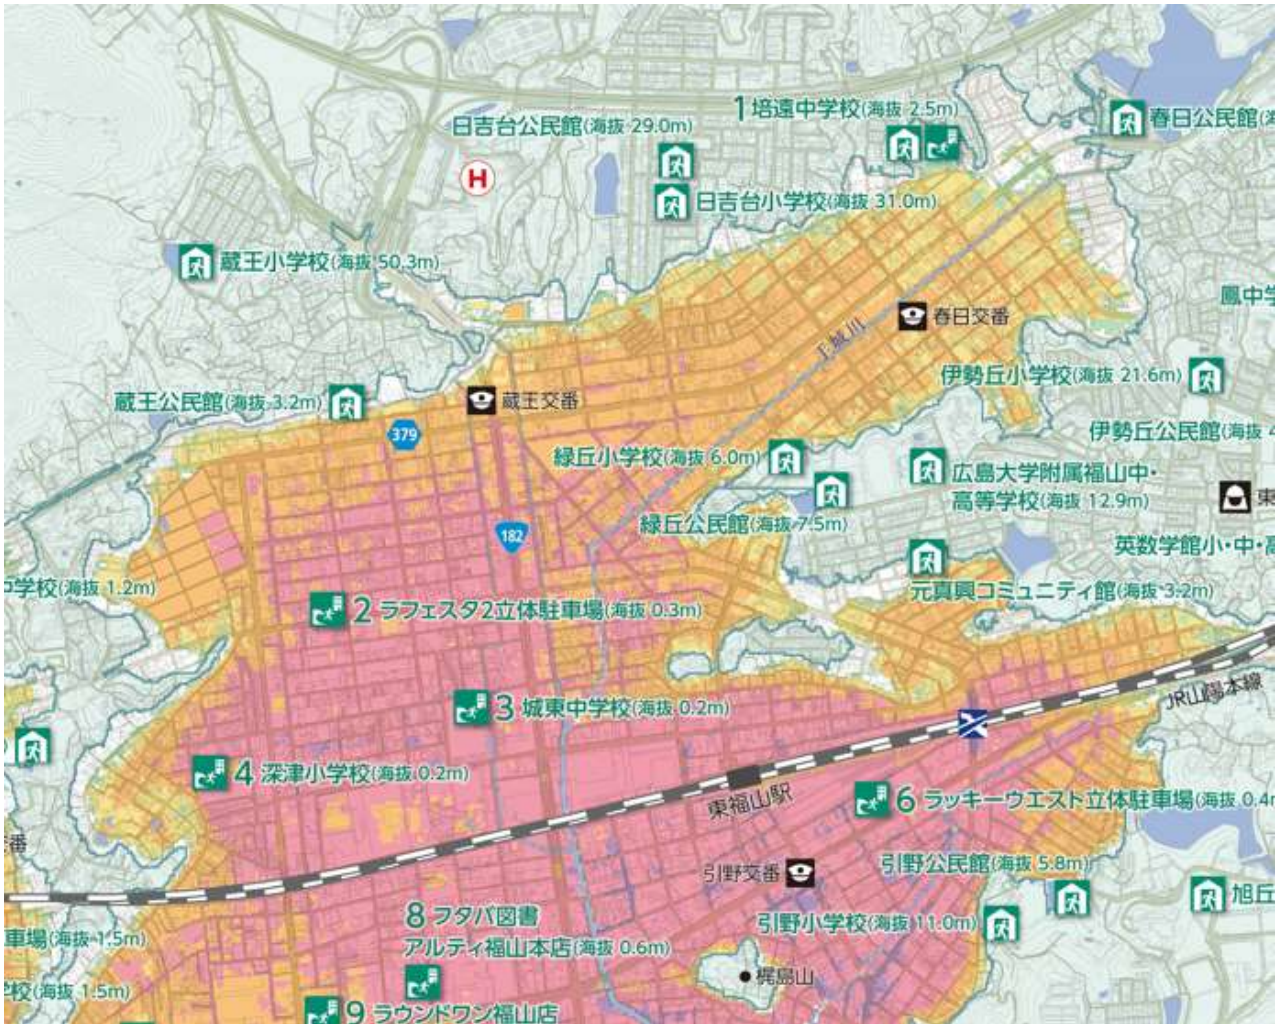 1 培遠中学校(海抜 2.5m)
日吉台公民館(海抜 29.0m)
春日公民館(海
H
日吉台小学校(海抜 31.0m)
蔵王小学校(海抜 50.3m)
鳳中学
春日交番
手城川
伊勢丘小学校(海抜 21.6m)
蔵王公民館(海抜 3.2m)
蔵王交番
379
伊勢丘公民館(海抜 4
緑丘小学校(海抜 6.0m)
広島大学附属福山中・
高等学校(海抜 12.9m)
東
緑丘公民館(海抜 7.5m)
182
英数学館小・中・高
中学校(海抜 1.2m)
元真興コミュニティ館(海抜 3.2m)
2 ラフェスタ2立体駐車場(海抜 0.3m)
JR山陽本線
3 城東中学校(海抜 0.2m)
4 深津小学校(海抜 0.2m)
東福山駅
6 ラッキーウエスト立体駐車場(海抜 0.4m
番
引野交番
引野公民館(海抜 5.8m)
旭丘
8 フタバ図書
アルティ福山本店(海抜 0.6m)
引野小学校(海抜 11.0m)
車場(海抜 1.5m)
梶島山
学校(海抜 1.5m)
9 ラウンドワン福山店